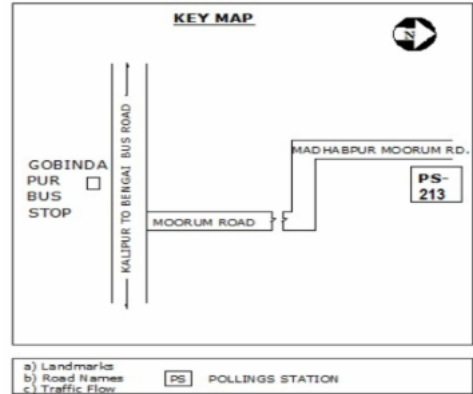 KEY MAP
N
GOBINDA
PUR
BUS
STOP
KALIPUR TO BENGAI BUS ROAD
MOORUM ROAD
MADHABPUR MOORUM RD.
PS-
213
a) Landmarks
b) Road Names
c) Traffic Flow
PS POLLINGS STATION